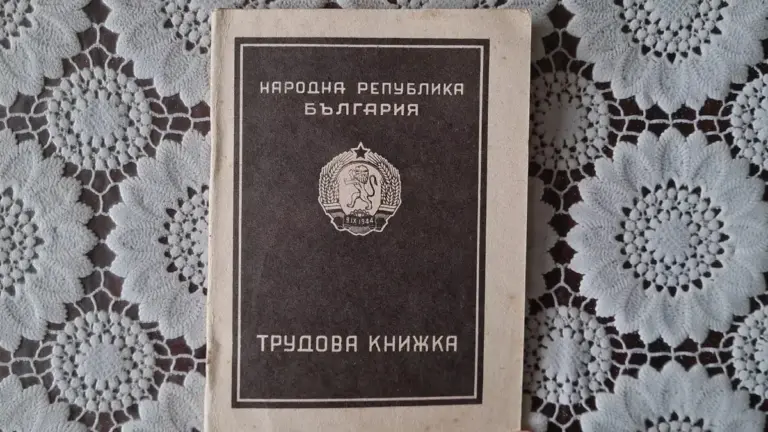 НАРОДНА РЕПУБЛИКА
БЪЛГАРИЯ
9 IX 1944
ТРУДОВА КНИЖКА